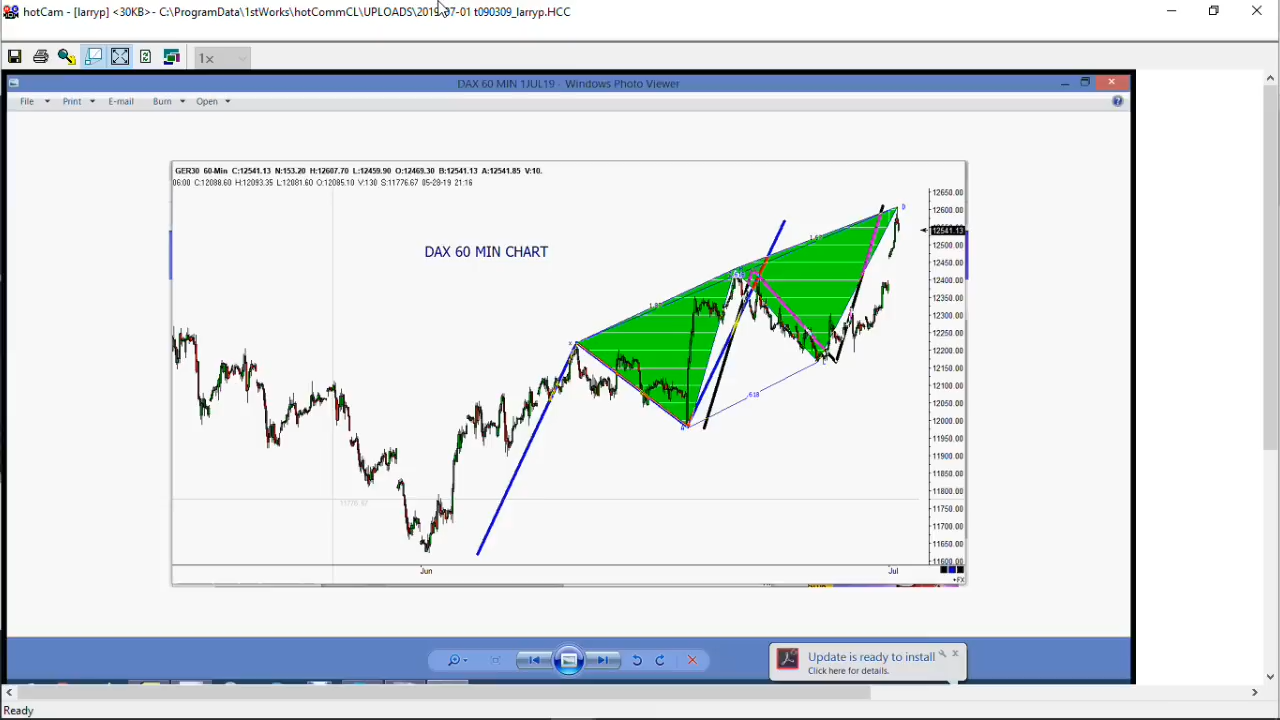 hotCam - [larryp] <30KB>- C:\ProgramData\1stWorks\hotCommCL\UPLOADS\2019-07-01 t090309_larryp.HCC
1x
DAX 60 MIN 1JUL19 - Windows Photo Viewer
File Print E-mail Burn Open
GER30 60-Min C:12541.13 N:153.20 H:12607.70 L:12459.90 O:12469.30 B:12541.13 A:12541.85 V:10.
06:00 C:12088.60 H:12093.35 L:12081.60 O:12085.10 V:130 S:11776.67 05-28-19 21:16
DAX 60 MIN CHART
12650.00
12600.00
12541.13
12500.00
12450.00
12400.00
12350.00
12300.00
12250.00
12200.00
12150.00
12100.00
12050.00
12000.00
11950.00
11900.00
11850.00
11800.00
11750.00
11700.00
11650.00
11600.00
X
D
.618
Jun Jul
+FX
Update is ready to install
Click here for details.
Ready